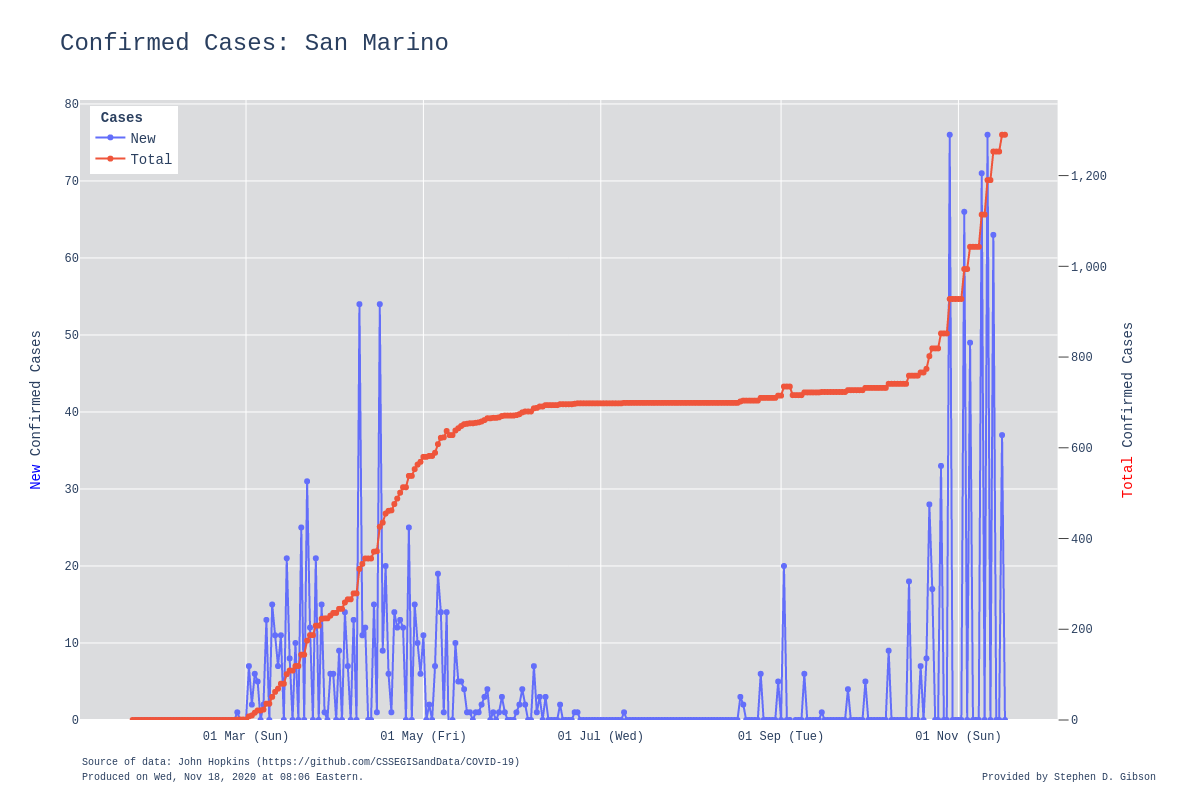 Confirmed Cases: San Marino
Cases
New
Total
80
70
60
50
40
30
20
10
0
1,200
1,000
800
600
400
200
0
New Confirmed Cases
Total Confirmed Cases
01 Mar (Sun) 01 May (Fri) 01 Jul (Wed) 01 Sep (Tue) 01 Nov (Sun)
Source of data: John Hopkins (https://github.com/CSSEGISandData/COVID-19)
Produced on Wed, Nov 18, 2020 at 08:06 Eastern.
Provided by Stephen D. Gibson